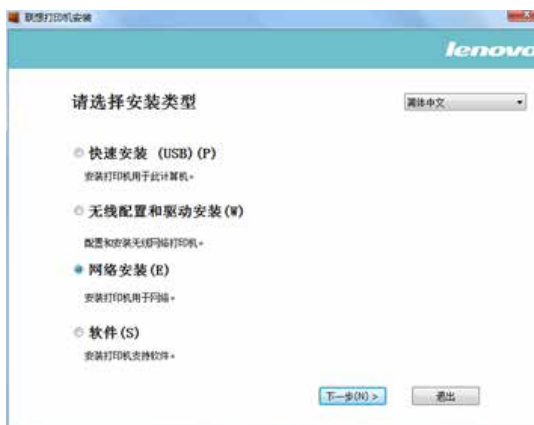 联想打印机安装
lenovo
请选择安装类型
简体中文
快速安装 (USB)(P)
安装打印机用于此计算机。
无线配置和驱动安装(W)
配置和安装无线网络打印机。
网络安装(E)
安装打印机用于网络。
软件(S)
安装打印机支持软件。
下一步(N) >
退出